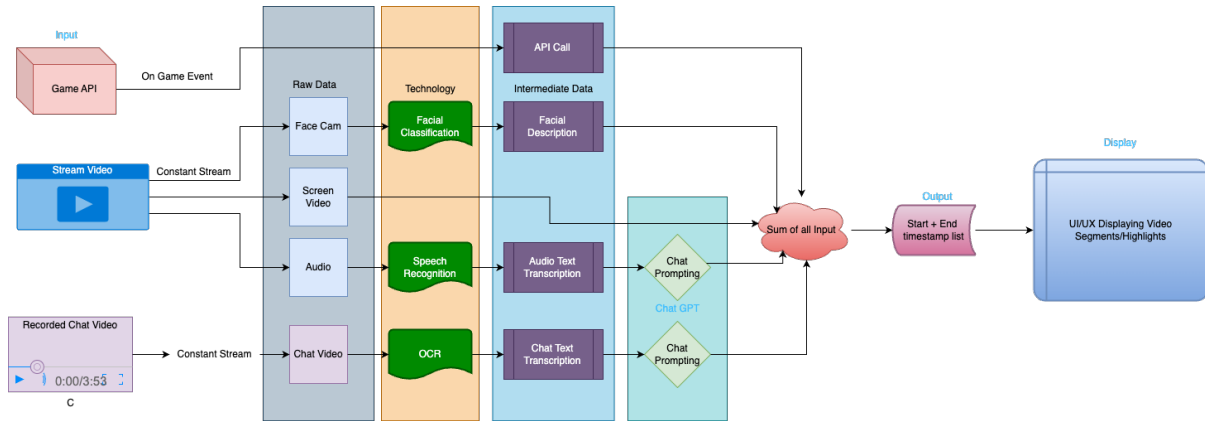 Input
Game API
On Game Event
API Call
Raw Data
Technology
Intermediate Data
Face Cam
Facial
Classification
Facial
Description
Stream Video
Constant Stream
Screen
Video
Audio
Speech
Recognition
Audio Text
Transcription
Chat
Prompting
Chat GPT
Recorded Chat Video
0:00/3:53
C
Constant Stream
Chat Video
OCR
Chat Text
Transcription
Chat
Prompting
Sum of all Input
Output
Start + End
timestamp list
Display
UI/UX Displaying Video
Segments/Highlights